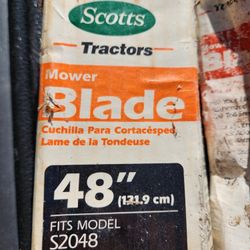 Scotts
Tractors
Mower
Blade
Cuchilla Para Cortacésped
Lame de la Tondeuse
48"
(121.9 cm)
FITS MODEL
S2048